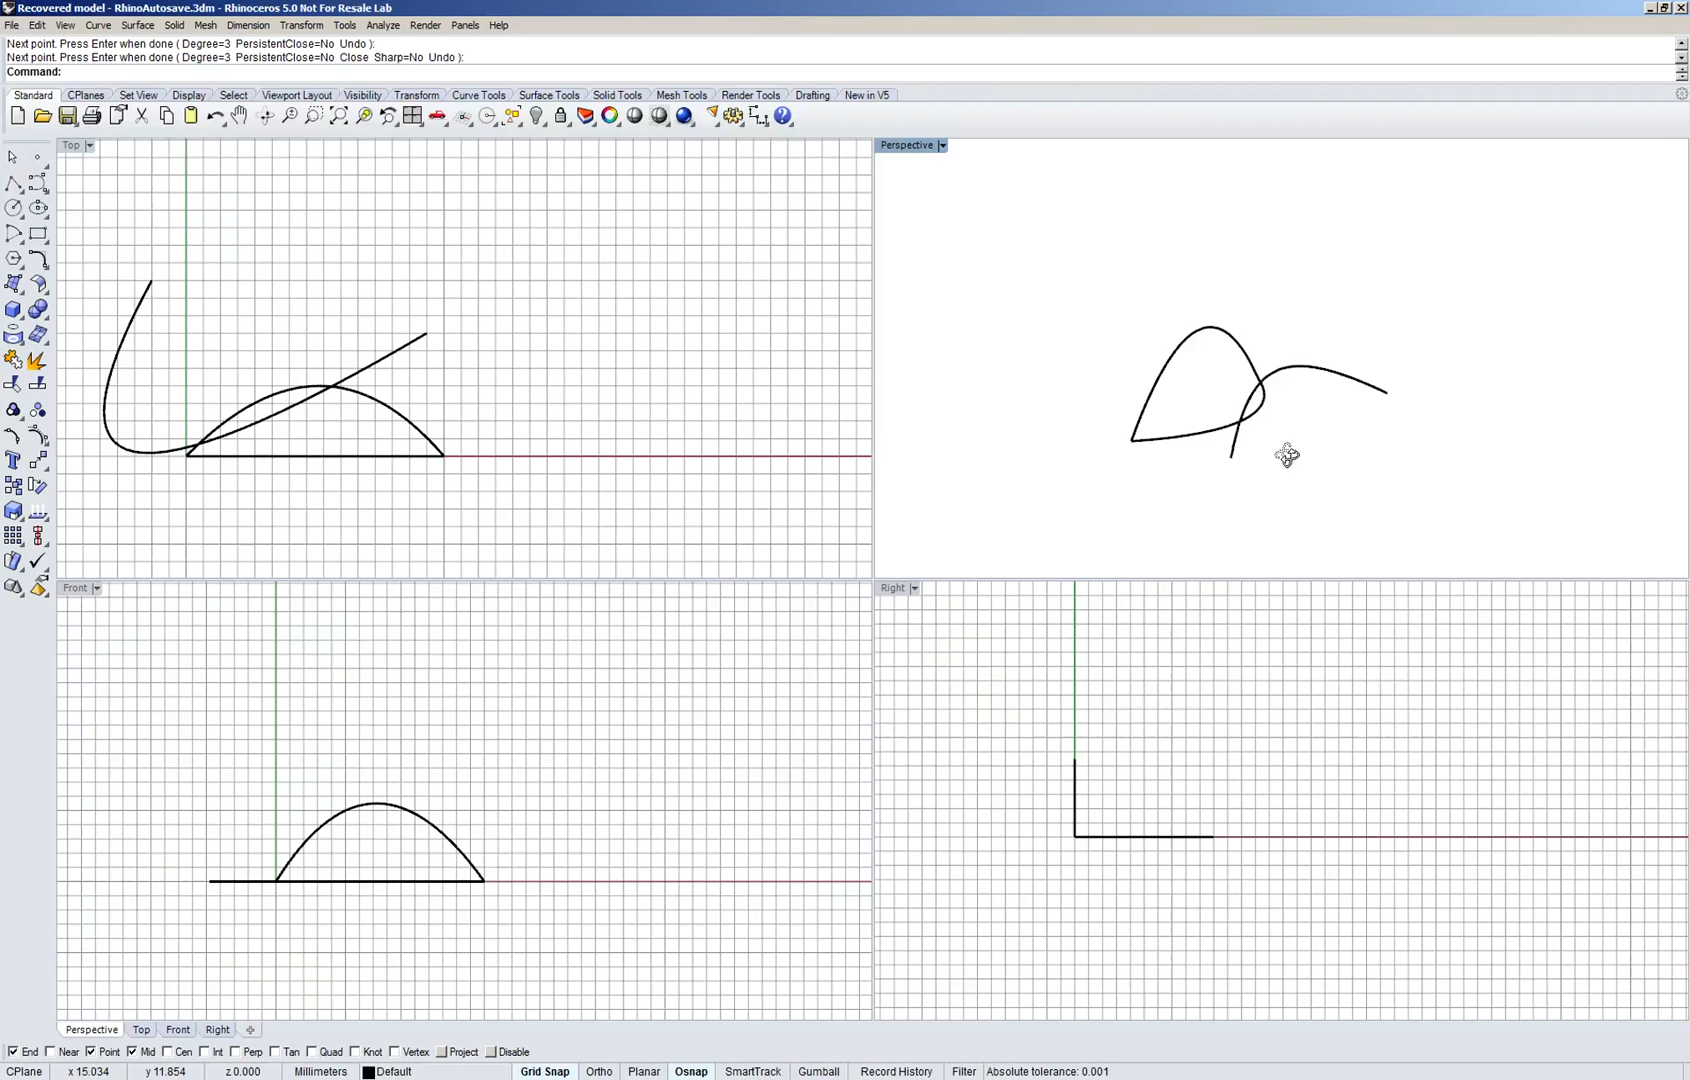 Recovered model - RhinoAutosave.3dm - Rhinoceros 5.0 Not For Resale Lab
File Edit View Curve Surface Solid Mesh Dimension Transform Tools Analyze Render Panels Help
Next point. Press Enter when done ( Degree=3 PersistentClose=No Undo ):
Next point. Press Enter when done ( Degree=3 PersistentClose=No Close Sharp=No Undo ):
Command:
Standard CPlanes Set View Display Select Viewport Layout Visibility Transform Curve Tools Surface Tools Solid Tools Mesh Tools Render Tools Drafting New in V5
Top Perspective
Front Right
Perspective Top Front Right
End Near Point Mid Cen Int Perp Tan Quad Knot Vertex Project Disable
CPlane x 15.034 y 11.854 z 0.000 Millimeters Default Grid Snap Ortho Planar Osnap SmartTrack Gumball Record History Filter Absolute tolerance: 0.001